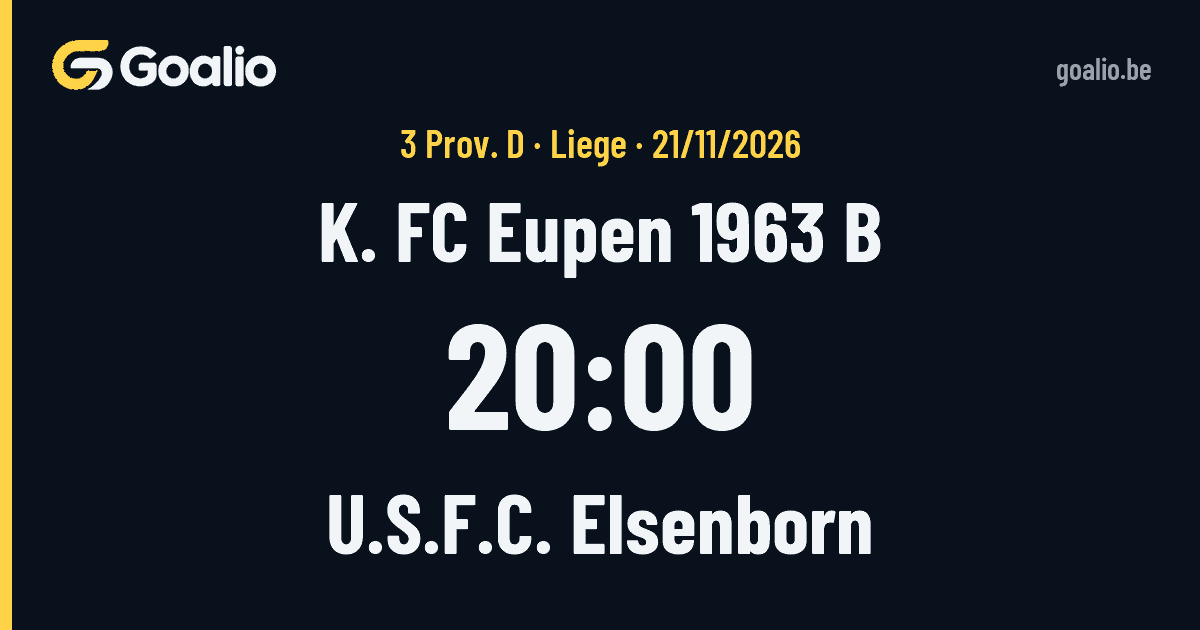 Goalio
goalio.be
3 Prov. D · Liege · 21/11/2026
K. FC Eupen 1963 B
20:00
U.S.F.C. Elsenborn